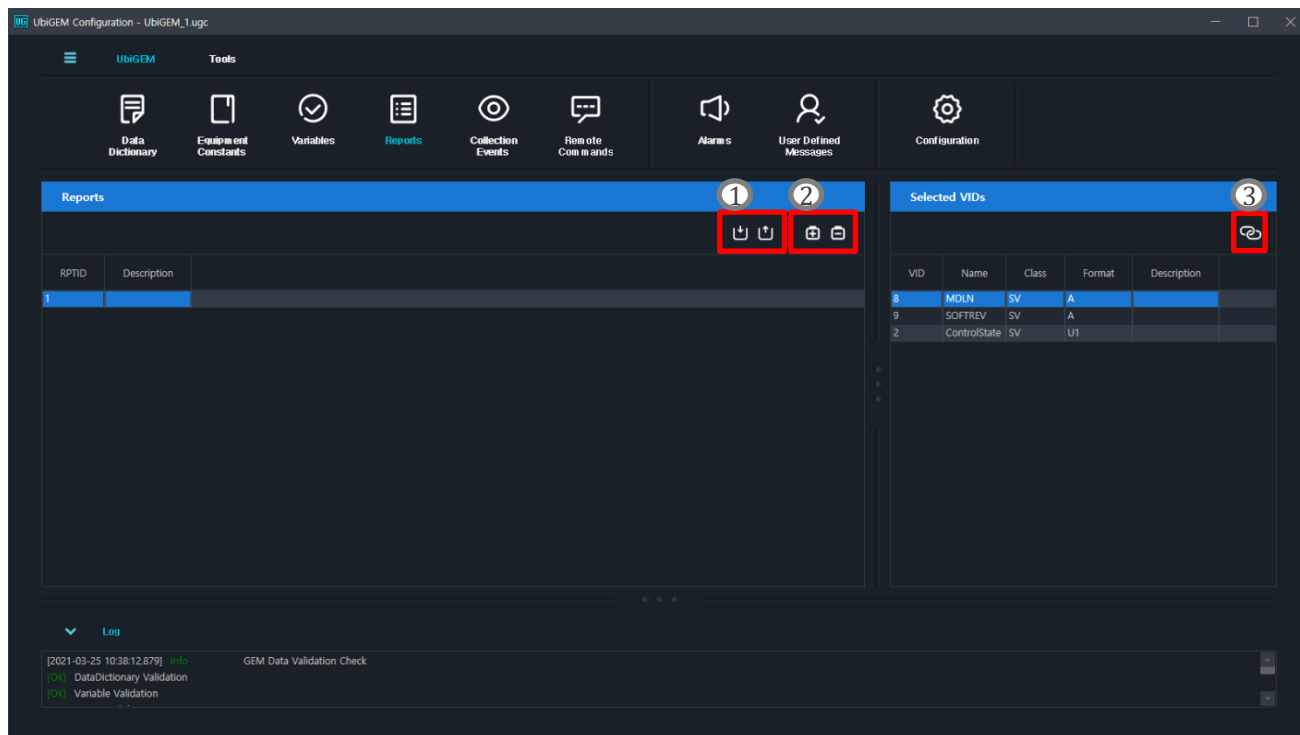 UG UbiGEM Configuration - UbiGEM_1.ugc
UbiGEM Tools
Data Dictionary
Equipment Constants
Variables
Reports
Collection Events
Remote Commands
Alarms
User Defined Messages
Configuration
Reports
1
2
Selected VIDs
3
RPTID Description
1
VID Name Class Format Description
8 MDLN SV A
9 SOFTREV SV A
2 ControlState SV U1
Log
[2021-03-25 10:38:12.879] Info GEM Data Validation Check
[OK] DataDictionary Validation
[OK] Variable Validation